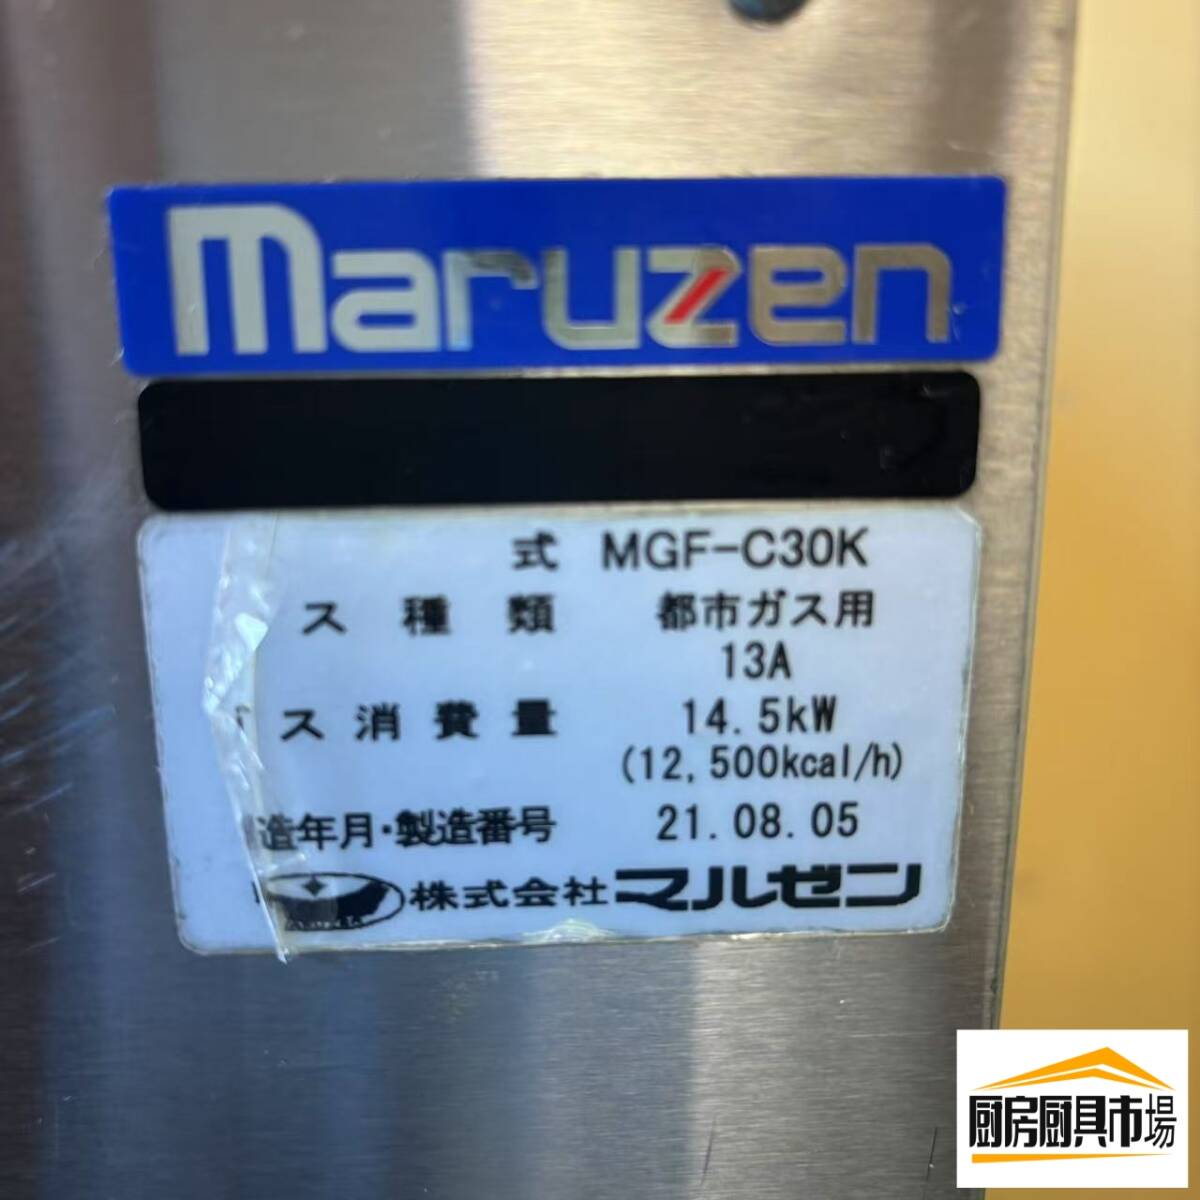 maruzen
式 MGF-C30K
ス種類 都市ガス用
13A
ス消費量 14.5kW
(12,500kcal/h)
造年月・製造番号 21.08.05
株式会社マルゼン
厨房厨具市場